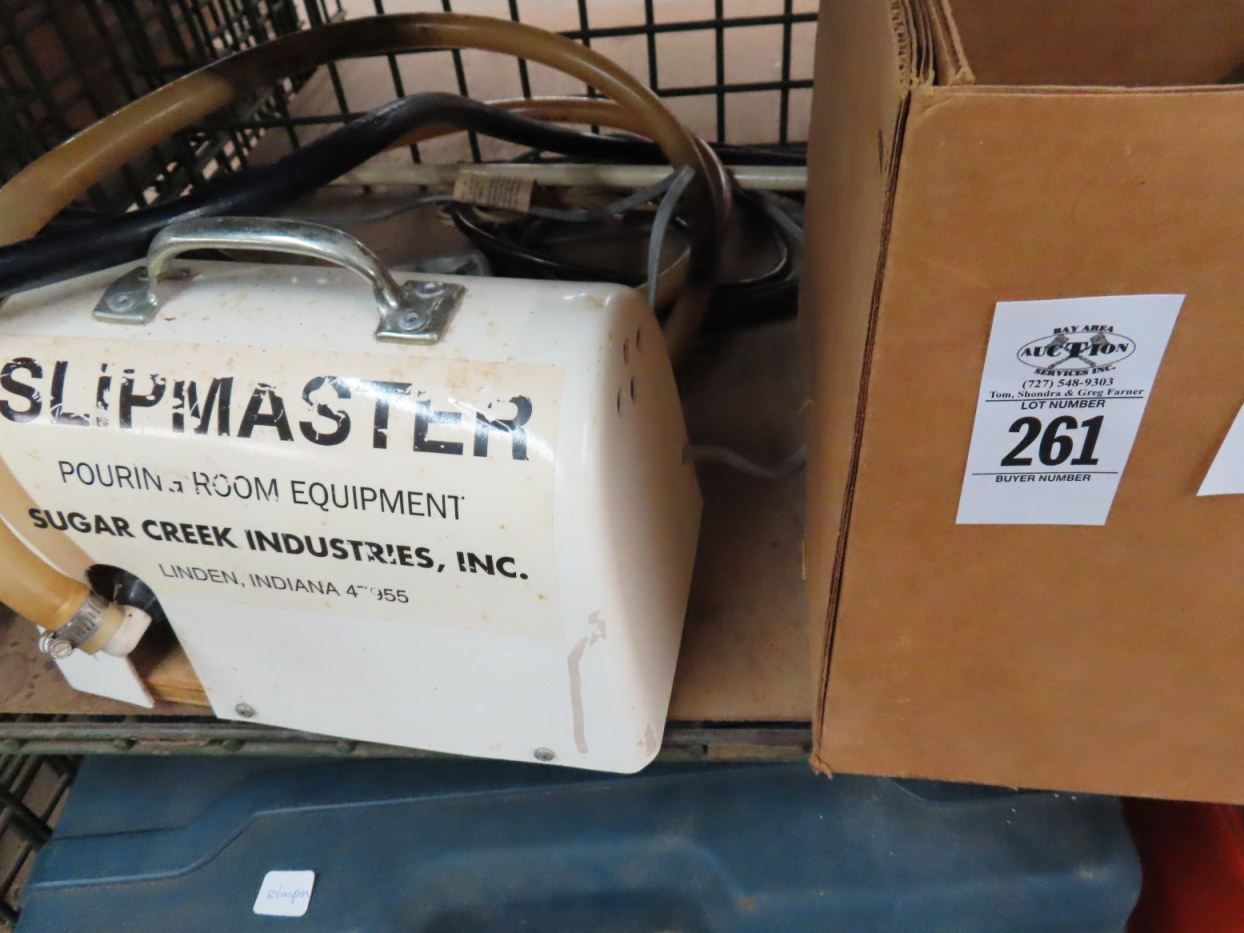 SLIPMASTER
POURING ROOM EQUIPMENT
SUGAR CREEK INDUSTRIES, INC.
LINDEN, INDIANA 47955
BAY AREA
AUCTION
SERVICES INC.
(727) 548-9303
Tom, Shondra & Greg Farner
LOT NUMBER
261
BUYER NUMBER